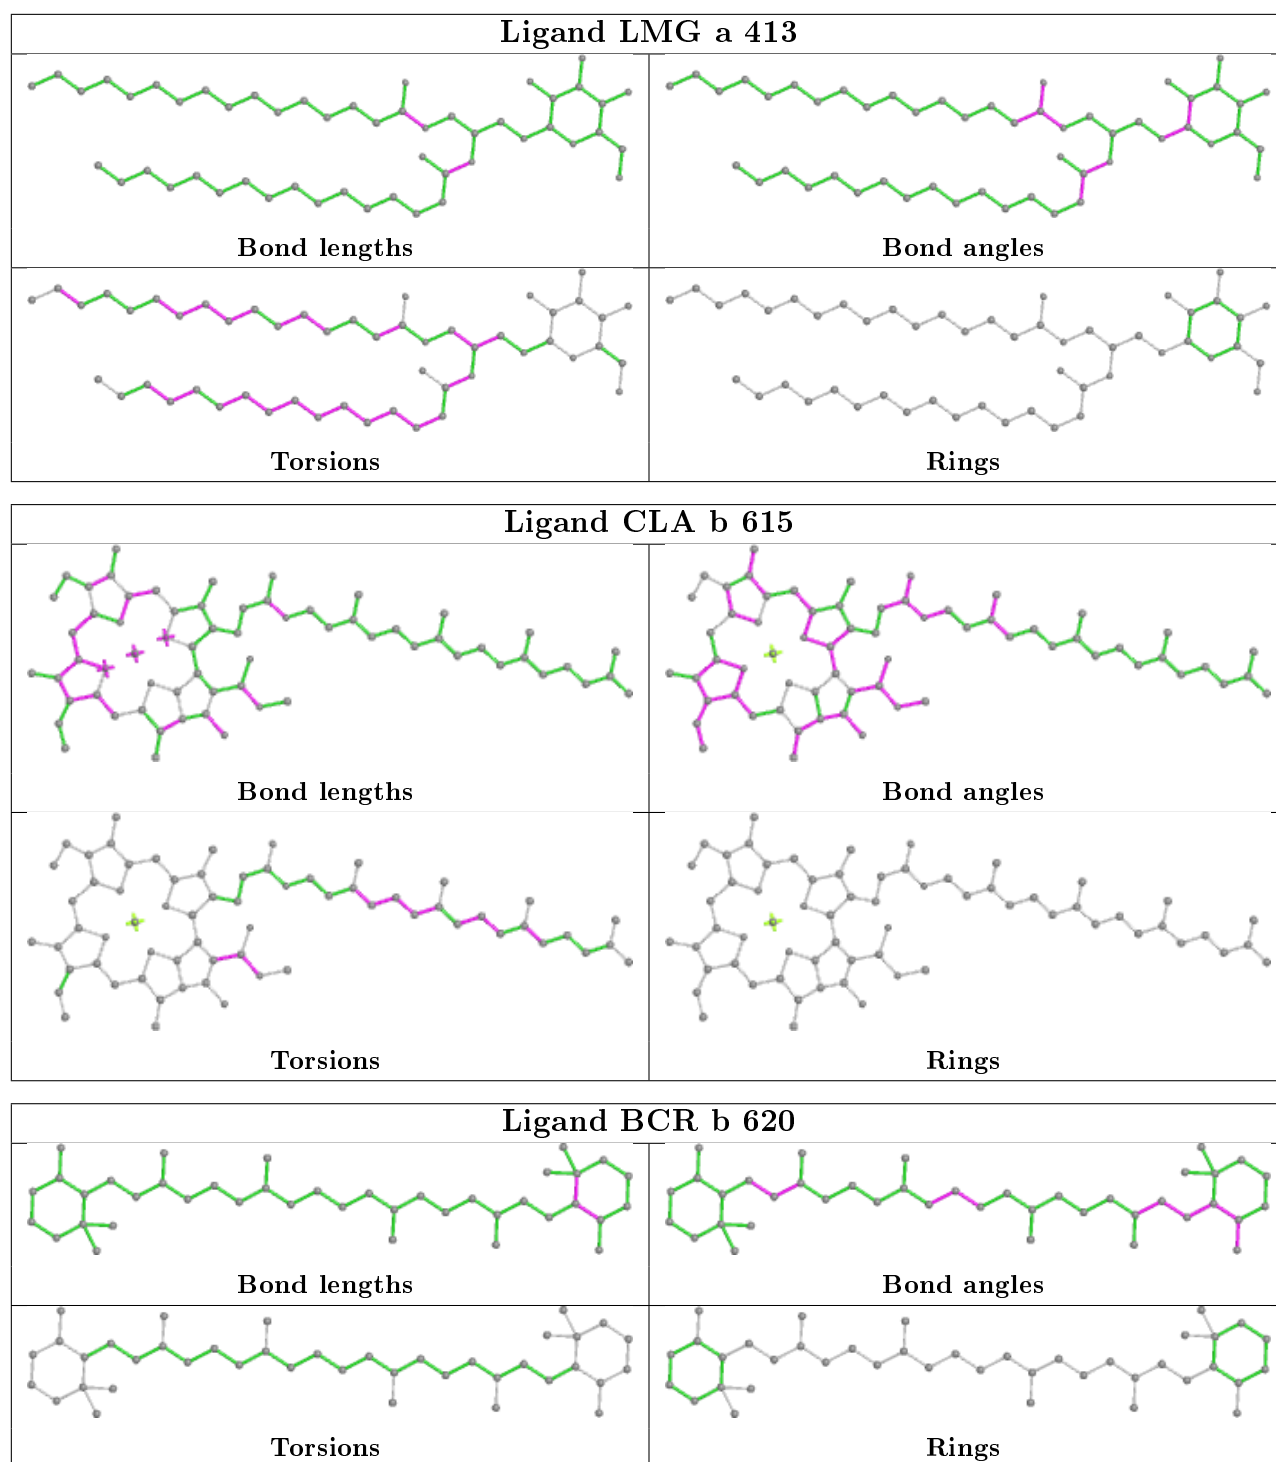 Ligand LMG a 413
Bond lengths
Bond angles
Torsions
Rings
Ligand CLA b 615
Bond lengths
Bond angles
Torsions
Rings
Ligand BCR b 620
Bond lengths
Bond angles
Torsions
Rings